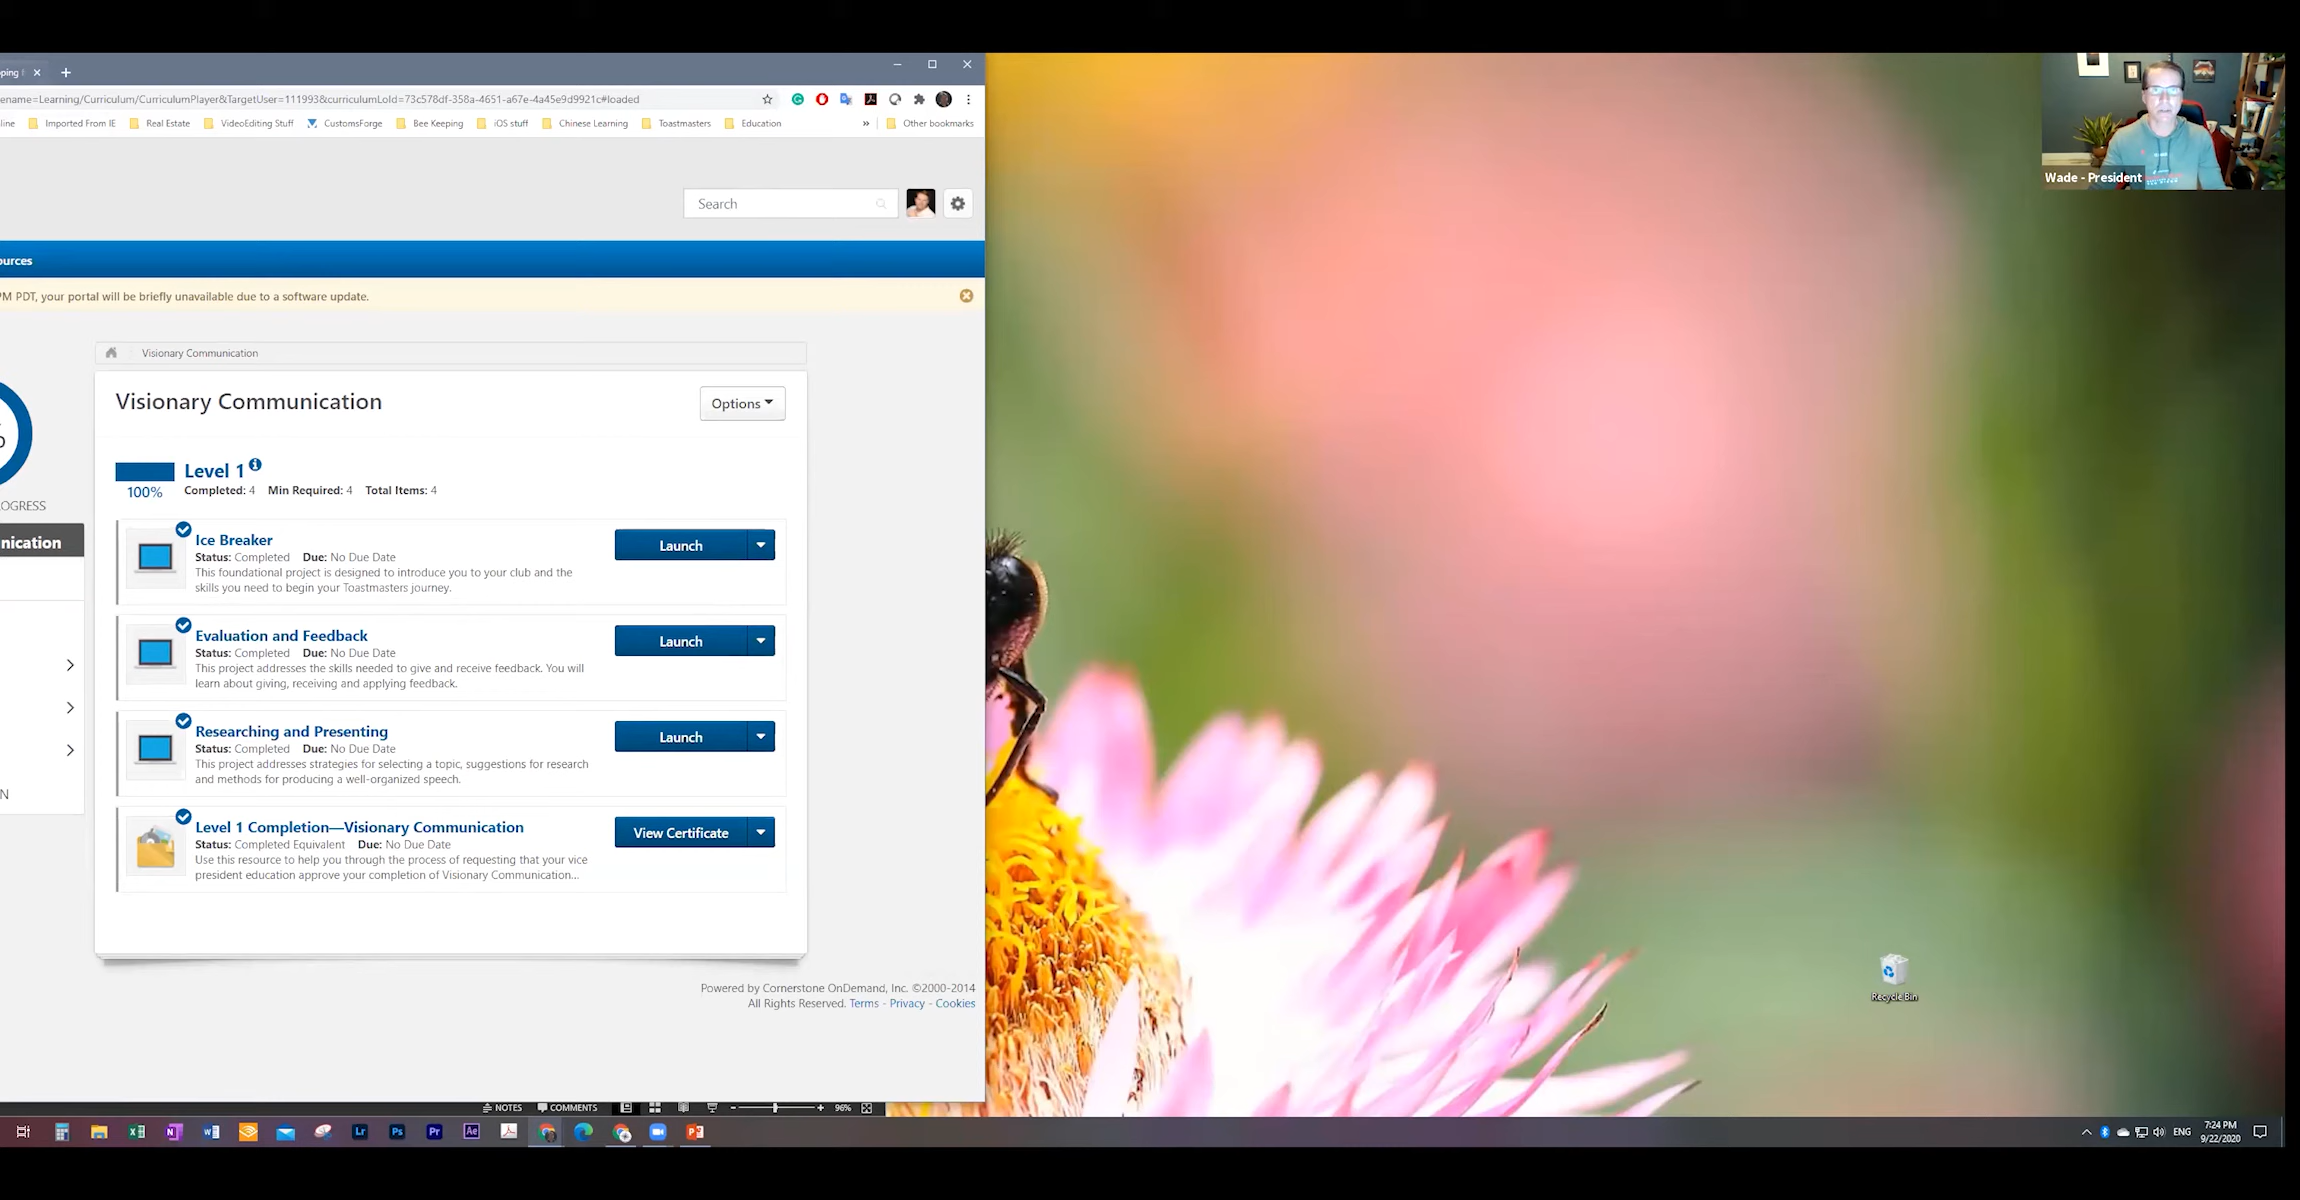 ping
ename=Learning/Curriculum/CurriculumPlayer&TargetUser=111993&curriculumLoId=73c578df-358a-4651-a67e-4a45e9d9921c#loaded
line Imported From IE Real Estate VideoEditing Stuff CustomsForge Bee Keeping iOS stuff Chinese Learning Toastmasters Education » Other bookmarks
Wade - President
Search
ources
PM PDT, your portal will be briefly unavailable due to a software update.
Visionary Communication
Visionary Communication
Options
Level 1
100%
Completed: 4 Min Required: 4 Total Items: 4
OGRESS
nication
Ice Breaker
Status: Completed Due: No Due Date
This foundational project is designed to introduce you to your club and the
skills you need to begin your Toastmasters journey.
Launch
Evaluation and Feedback
Status: Completed Due: No Due Date
This project addresses the skills needed to give and receive feedback. You will
learn about giving, receiving and applying feedback.
Launch
Researching and Presenting
Status: Completed Due: No Due Date
This project addresses strategies for selecting a topic, suggestions for research
and methods for producing a well-organized speech.
Launch
N
Level 1 Completion—Visionary Communication
Status: Completed Equivalent Due: No Due Date
Use this resource to help you through the process of requesting that your vice
president education approve your completion of Visionary Communication...
View Certificate
Powered by Cornerstone OnDemand, Inc. ©2000-2014
All Rights Reserved. Terms - Privacy - Cookies
Recycle Bin
NOTES COMMENTS 96%
Lr Ps Pr Ae
ENG
7:24 PM
9/22/2020